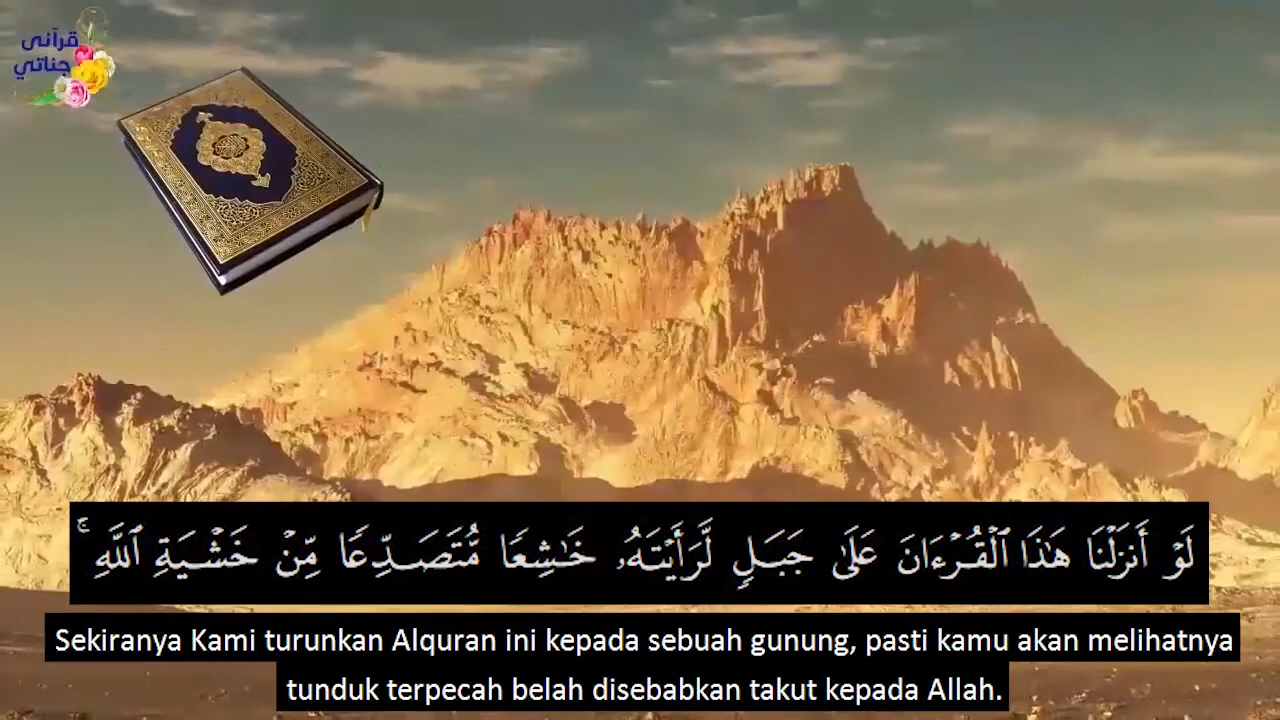 قرآنى
جناتي
لَوْ أَنزَلْنَا هَٰذَا ٱلْقُرْءَانَ عَلَىٰ جَبَلٍ لَّرَأَيْتَهُۥ خَٰشِعًا مُّتَصَدِّعًا مِّنْ خَشْيَةِ ٱللَّهِ ۚ
Sekiranya Kami turunkan Alquran ini kepada sebuah gunung, pasti kamu akan melihatnya
tunduk terpecah belah disebabkan takut kepada Allah.